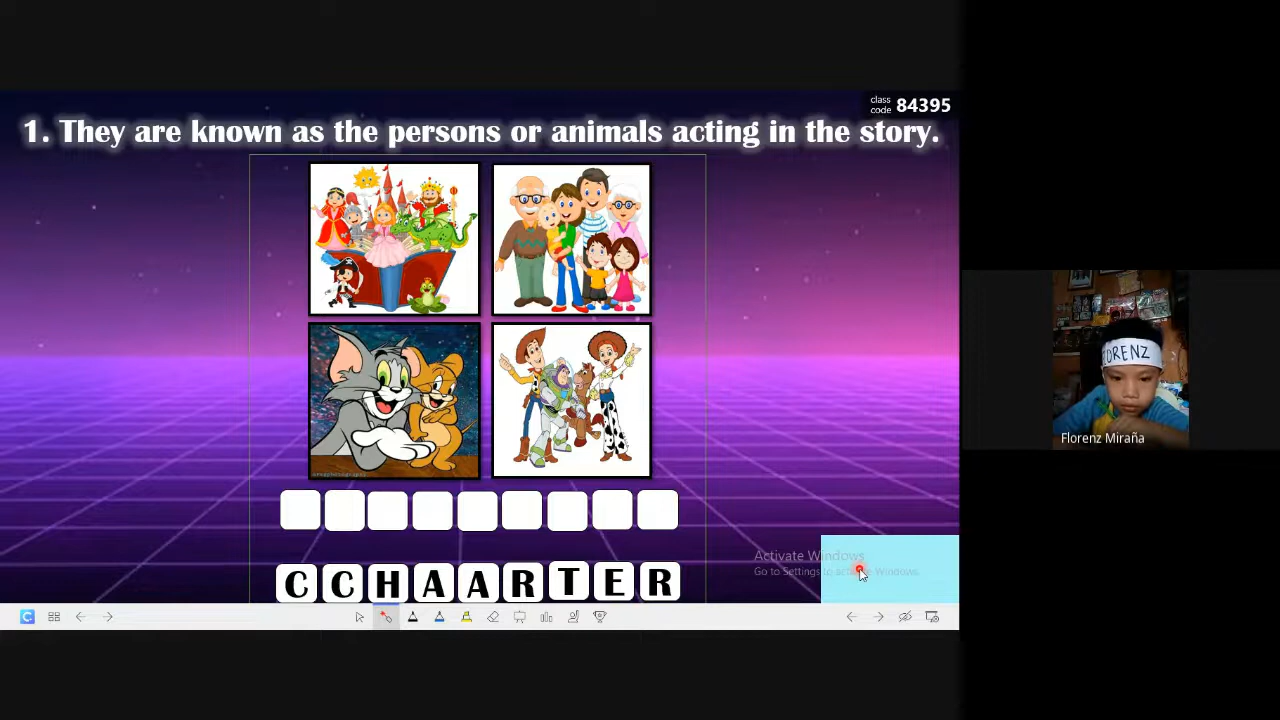 class
code 84395
1. They are known as the persons or animals acting in the story.
C C H A A R T E R
Activate Windows
Go to Settings to activate Windows.
FLORENZ
Florenz Miraña